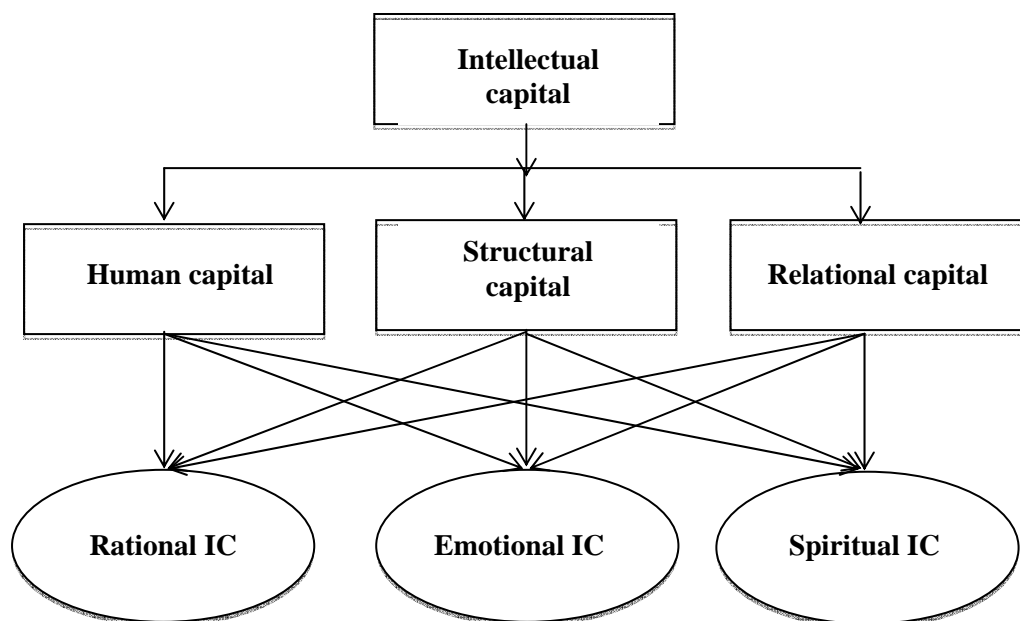 Intellectual
capital
Human capital
Structural
capital
Relational capital
Rational IC
Emotional IC
Spiritual IC